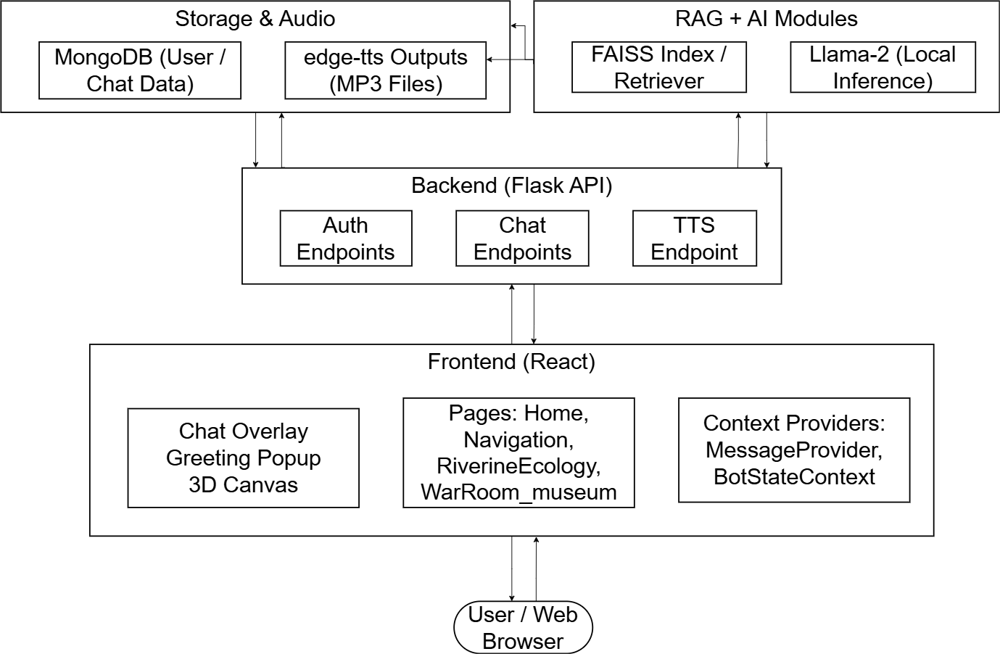 Storage & Audio
MongoDB (User /
Chat Data)
edge-tts Outputs
(MP3 Files)
RAG + AI Modules
FAISS Index /
Retriever
Llama-2 (Local
Inference)
Backend (Flask API)
Auth
Endpoints
Chat
Endpoints
TTS
Endpoint
Frontend (React)
Chat Overlay
Greeting Popup
3D Canvas
Pages: Home,
Navigation,
RiverineEcology,
WarRoom_museum
Context Providers:
MessageProvider,
BotStateContext
User / Web
Browser